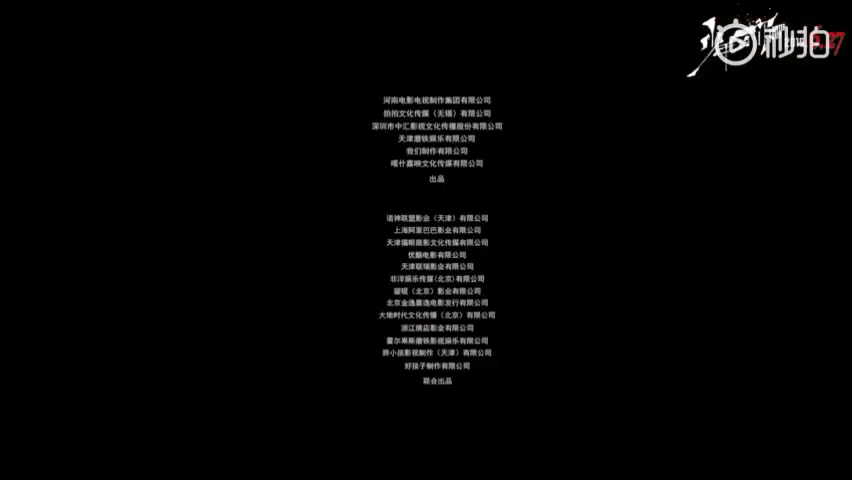 秒拍
河南电影电视制作集团有限公司
拾拾文化传媒（无锡）有限公司
深圳市中汇影视文化传播股份有限公司
天津磨铁娱乐有限公司
我们制作有限公司
喀什嘉映文化传媒有限公司
出品
诸神联盟影业（天津）有限公司
上海阿里巴巴影业有限公司
天津猫眼微影文化传媒有限公司
优酷电影有限公司
天津联瑞影业有限公司
非洋娱乐传媒(北京)有限公司
（北京）影业有限公司
北京金逸嘉逸电影发行有限公司
大地时代文化传播（北京）有限公司
浙江横店影业有限公司
霍尔果斯磨铁影视娱乐有限公司
胖小孩影视制作（天津）有限公司
好孩子制作有限公司
联合出品